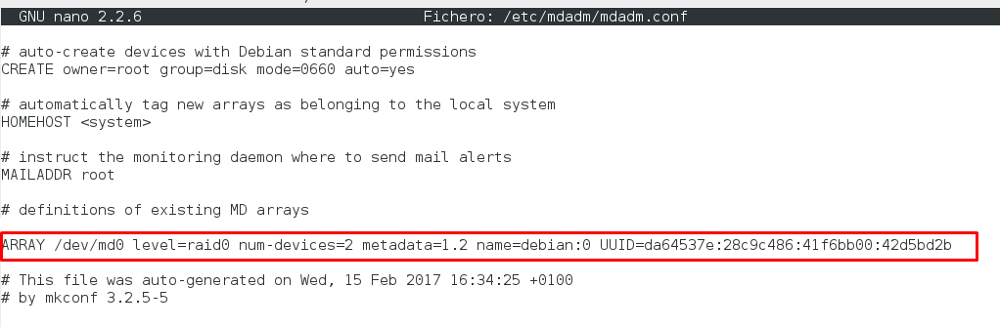 GNU nano 2.2.6 Fichero: /etc/mdadm/mdadm.conf
# auto-create devices with Debian standard permissions
CREATE owner=root group=disk mode=0660 auto=yes
# automatically tag new arrays as belonging to the local system
HOMEHOST <system>
# instruct the monitoring daemon where to send mail alerts
MAILADDR root
# definitions of existing MD arrays
ARRAY /dev/md0 level=raid0 num-devices=2 metadata=1.2 name=debian:0 UUID=da64537e:28c9c486:41f6bb00:42d5bd2b
# This file was auto-generated on Wed, 15 Feb 2017 16:34:25 +0100
# by mkconf 3.2.5-5